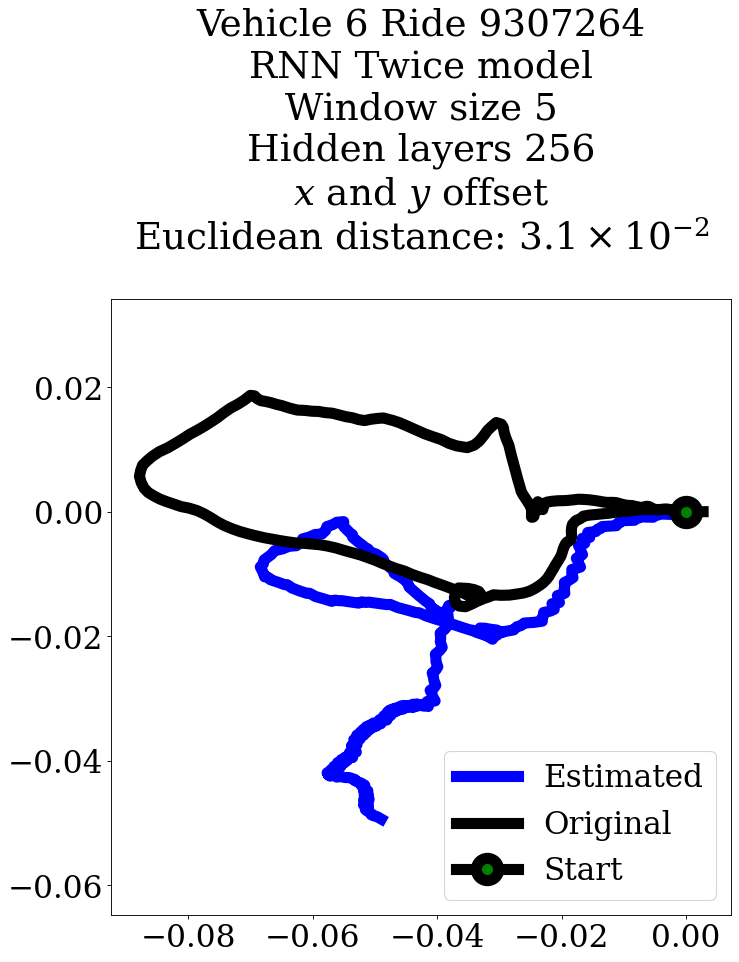 Vehicle 6 Ride 9307264
RNN Twice model
Window size 5
Hidden layers 256
x and y offset
Euclidean distance: 3.1 × 10⁻²
0.02
0.00
−0.02
−0.04
−0.06
Estimated
Original
Start
−0.08 −0.06 −0.04 −0.02 0.00